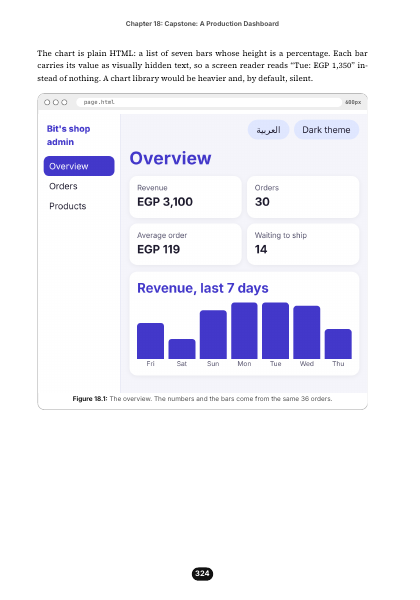 Chapter 18: Capstone: A Production Dashboard
The chart is plain HTML: a list of seven bars whose height is a percentage. Each bar
carries its value as visually hidden text, so a screen reader reads “Tue: EGP 1,350” in-
stead of nothing. A chart library would be heavier and, by default, silent.
page.html
600px
Bit's shop
admin
Overview
Orders
Products
العربية
Dark theme
Overview
Revenue
EGP 3,100
Orders
30
Average order
EGP 119
Waiting to ship
14
Revenue, last 7 days
Fri Sat Sun Mon Tue Wed Thu
Figure 18.1: The overview. The numbers and the bars come from the same 36 orders.
324